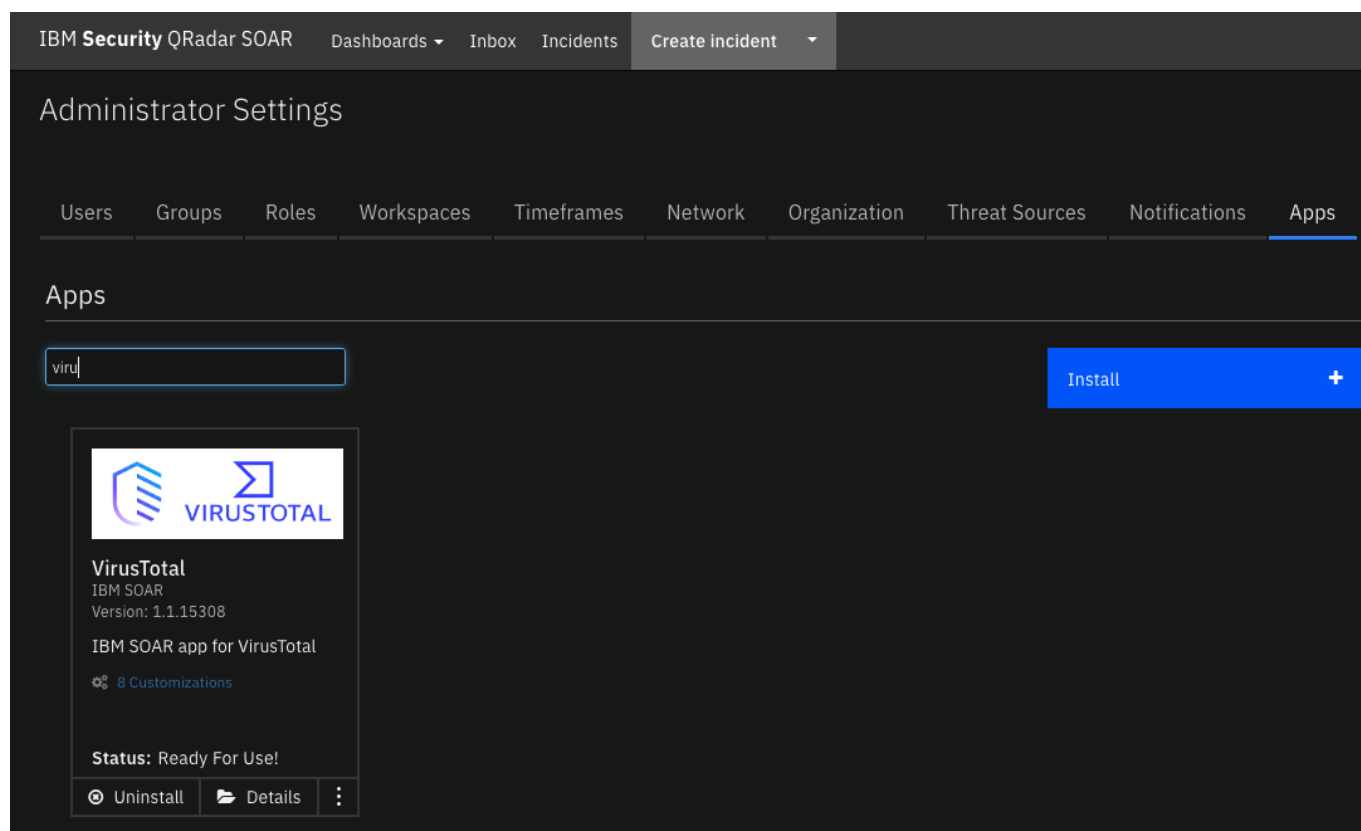 IBM Security QRadar SOAR Dashboards Inbox Incidents Create incident
Administrator Settings
Users Groups Roles Workspaces Timeframes Network Organization Threat Sources Notifications Apps
Apps
viru
Install
VIRUSTOTAL
VirusTotal
IBM SOAR
Version: 1.1.15308
IBM SOAR app for VirusTotal
8 Customizations
Status: Ready For Use!
Uninstall Details